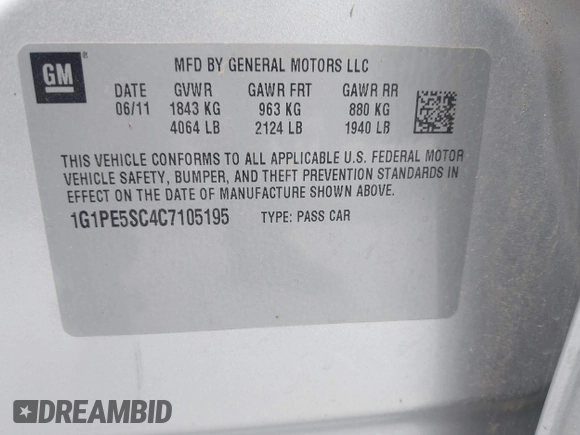 GM
®
MFD BY GENERAL MOTORS LLC
DATE GVWR GAWR FRT GAWR RR
06/11 1843 KG 963 KG 880 KG
4064 LB 2124 LB 1940 LB
THIS VEHICLE CONFORMS TO ALL APPLICABLE U.S. FEDERAL MOTOR
VEHICLE SAFETY, BUMPER, AND THEFT PREVENTION STANDARDS IN
EFFECT ON THE DATE OF MANUFACTURE SHOWN ABOVE.
1G1PE5SC4C7105195 TYPE: PASS CAR
DREAMBID